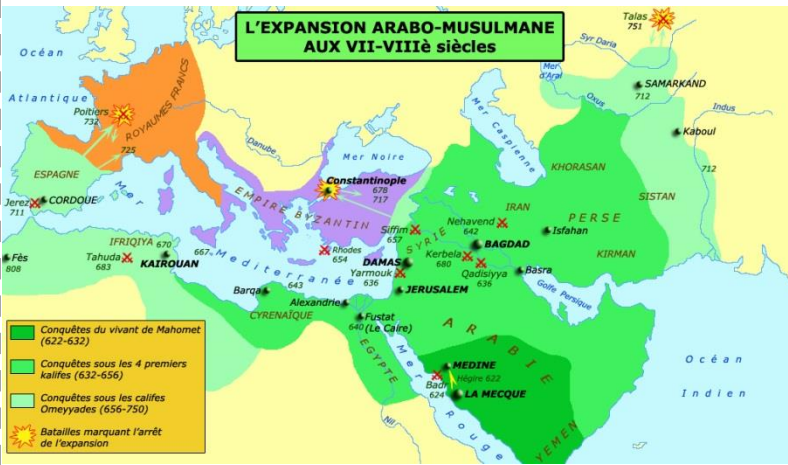 L'EXPANSION ARABO-MUSULMANE
AUX VII-VIIIè siècles
Océan
Atlantique
Talas
751
Syr Daria
Mer
d'Aral
Oxus
SAMARKAND
712
Indus
Kaboul
712
Poitiers
732
ROYAUMES FRANCS
725
Danube
Mer Noire
Mer Caspienne
KHORASAN
ESPAGNE
Jerez
711
CORDOUE
Mer
Mediterranée
EMPIRE BYZANTIN
Constantinople
678
717
SISTAN
IRAN
PERSE
Nehavend
642
Isfahan
KIRMAN
Siffim
657
SYRIE
BAGDAD
Kerbela
680
Qadisiyya
636
Basra
Golfe Persique
IFRIQIYA
670
Fès
808
Tahuda
683
KAIROUAN
667
Rhodes
654
DAMAS
Yarmouk
636
JERUSALEM
643
Barqa
CYRENAÏQUE
Alexandrie
640
Fustat
(Le Caire)
EGYPTE
Nil
Mer Rouge
ARABIE
MEDINE
Hégire 622
Badr
624
LA MECQUE
YEMEN
Océan
Indien
Conquêtes du vivant de Mahomet
(622-632)
Conquêtes sous les 4 premiers
kalifes (632-656)
Conquêtes sous les califes
Omeyyades (656-750)
Batailles marquant l'arrêt
de l'expansion